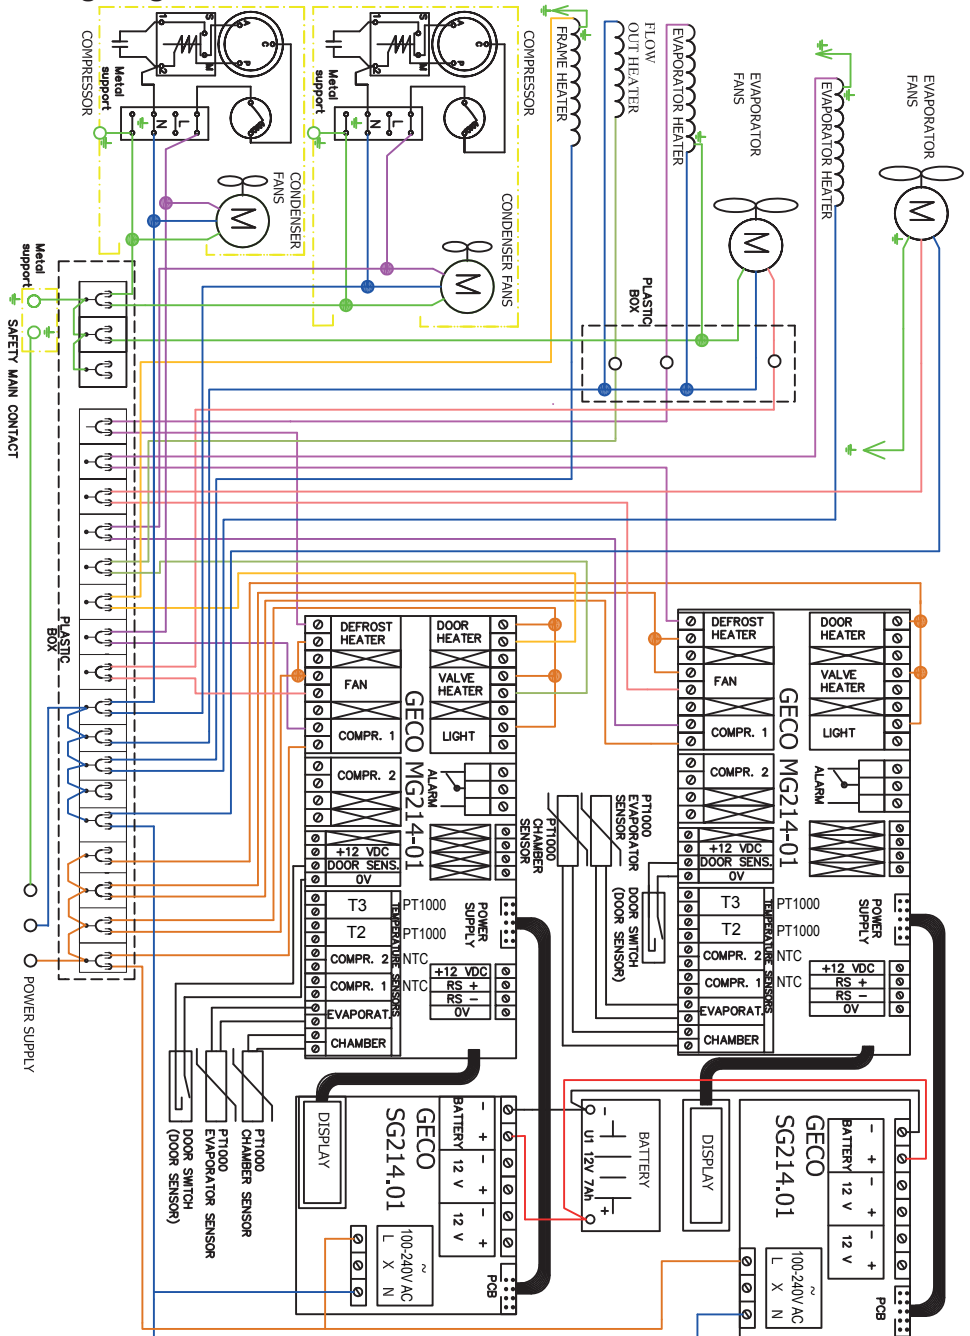 COMPRESSOR
Metal
support
1
2
S
M
A
C
P
N
L
CONDENSER
FANS
COMPRESSOR
Metal
support
1
2
S
M
A
C
P
N
L
CONDENSER FANS
FRAME HEATER
FLOW
OUT HEATER
EVAPORATOR HEATER
EVAPORATOR
FANS
EVAPORATOR HEATER
EVAPORATOR
FANS
M
M
M
M
PLASTIC
BOX
Metal
support
SAFETY MAIN CONTACT
PLASTIC
BOX
POWER SUPPLY
DEFROST
HEATER
FAN
COMPR. 1
COMPR. 2
DOOR
HEATER
VALVE
HEATER
LIGHT
GECO MG214-01
ALARM
+12 VDC
DOOR SENS.
0V
T3
T2
COMPR. 2
COMPR. 1
EVAPORAT.
CHAMBER
TEMPERATURE SENSORS
PT1000
PT1000
NTC
NTC
POWER
SUPPLY
+12 VDC
RS +
RS -
0V
PT1000
CHAMBER
SENSOR
PT1000
EVAPORATOR
SENSOR
DOOR SWITCH
(DOOR SENSOR)
DEFROST
HEATER
FAN
COMPR. 1
COMPR. 2
DOOR
HEATER
VALVE
HEATER
LIGHT
GECO MG214-01
ALARM
+12 VDC
DOOR SENS.
0V
T3
T2
COMPR. 2
COMPR. 1
EVAPORAT.
CHAMBER
TEMPERATURE SENSORS
PT1000
PT1000
NTC
NTC
POWER
SUPPLY
+12 VDC
RS +
RS -
0V
DOOR SWITCH
(DOOR SENSOR)
PT1000
EVAPORATOR SENSOR
PT1000
CHAMBER SENSOR
DISPLAY
GECO
SG214.01
BATTERY
- +
12 V
- +
12 V
- +
100-240V AC
~
L X N
PCB
BATTERY
U1 12V 7Ah
- +
DISPLAY
GECO
SG214.01
BATTERY
- +
12 V
- +
12 V
- +
100-240V AC
~
L X N
PCB